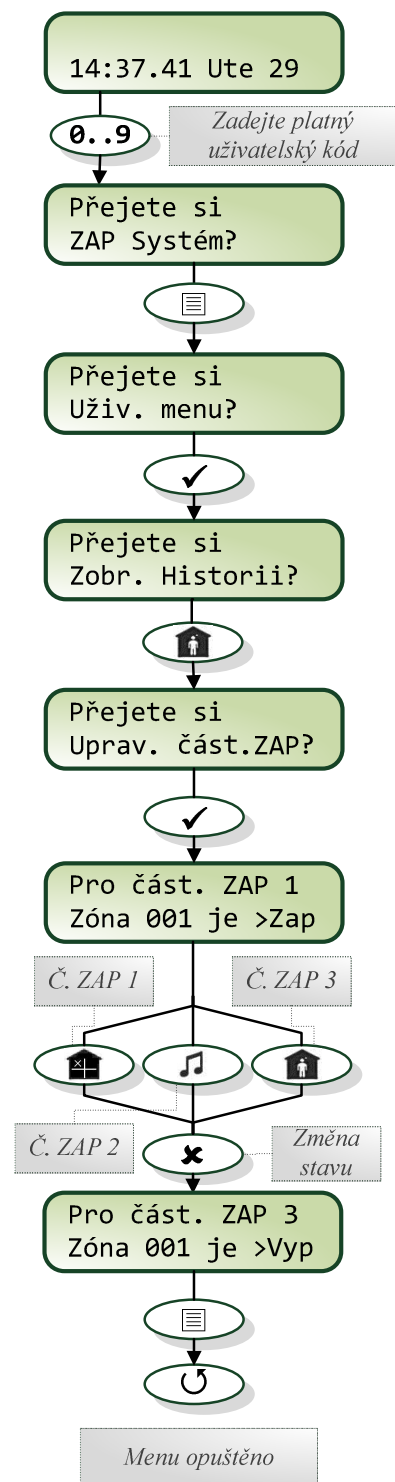 14:37.41 Ute 29
0..9
Zadejte platný
uživatelský kód
Přejete si
ZAP Systém?
Přejete si
Uživ. menu?
Přejete si
Zobr. Historii?
Přejete si
Uprav. část.ZAP?
Pro část. ZAP 1
Zóna 001 je >Zap
Č. ZAP 1
Č. ZAP 3
Č. ZAP 2
Změna
stavu
Pro část. ZAP 3
Zóna 001 je >Vyp
Menu opuštěno